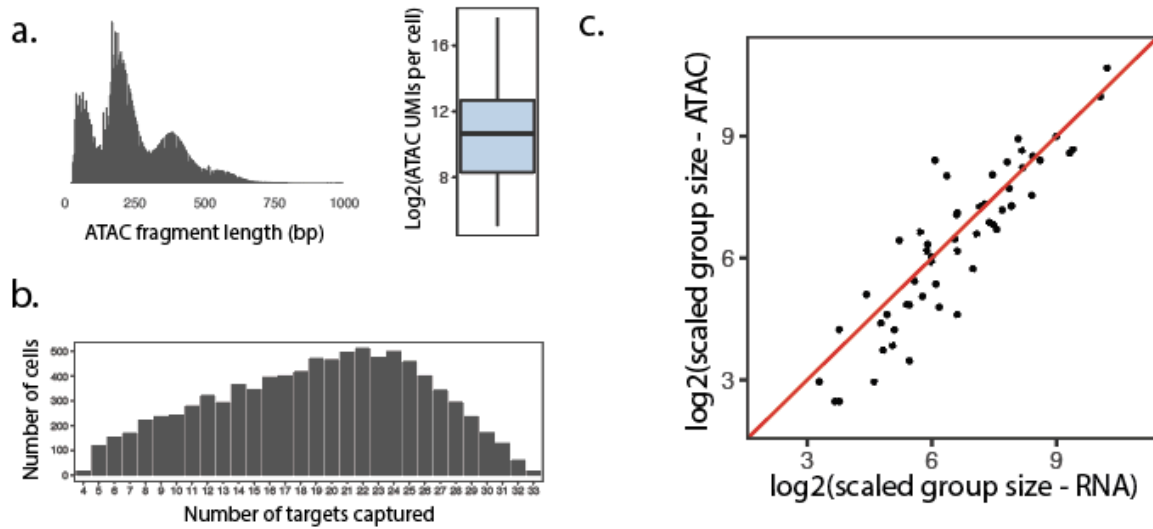 a.
0
250
500
750
1000
ATAC fragment length (bp)
Log2(ATAC UMIs per cell)
16
12
8
b.
Number of cells
500
400
300
200
100
0
4 5 6 7 8 9 10 11 12 13 14 15 16 17 18 19 20 21 22 23 24 25 26 27 28 29 30 31 32 33
Number of targets captured
c.
log2(scaled group size - ATAC)
9
6
3
3 6 9
log2(scaled group size - RNA)